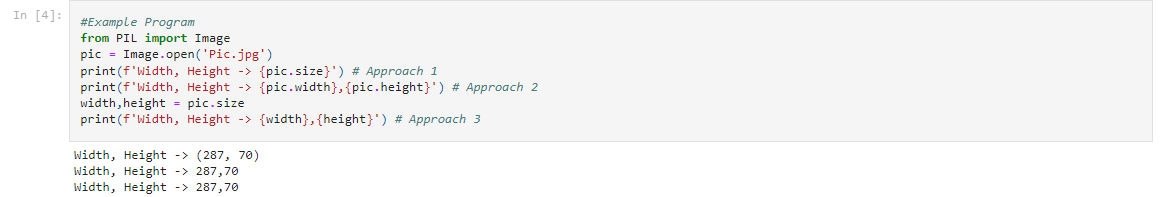 In [4]:
#Example Program
from PIL import Image
pic = Image.open('Pic.jpg')
print(f'Width, Height -> {pic.size}') # Approach 1
print(f'Width, Height -> {pic.width},{pic.height}') # Approach 2
width,height = pic.size
print(f'Width, Height -> {width},{height}') # Approach 3
Width, Height -> (287, 70)
Width, Height -> 287,70
Width, Height -> 287,70